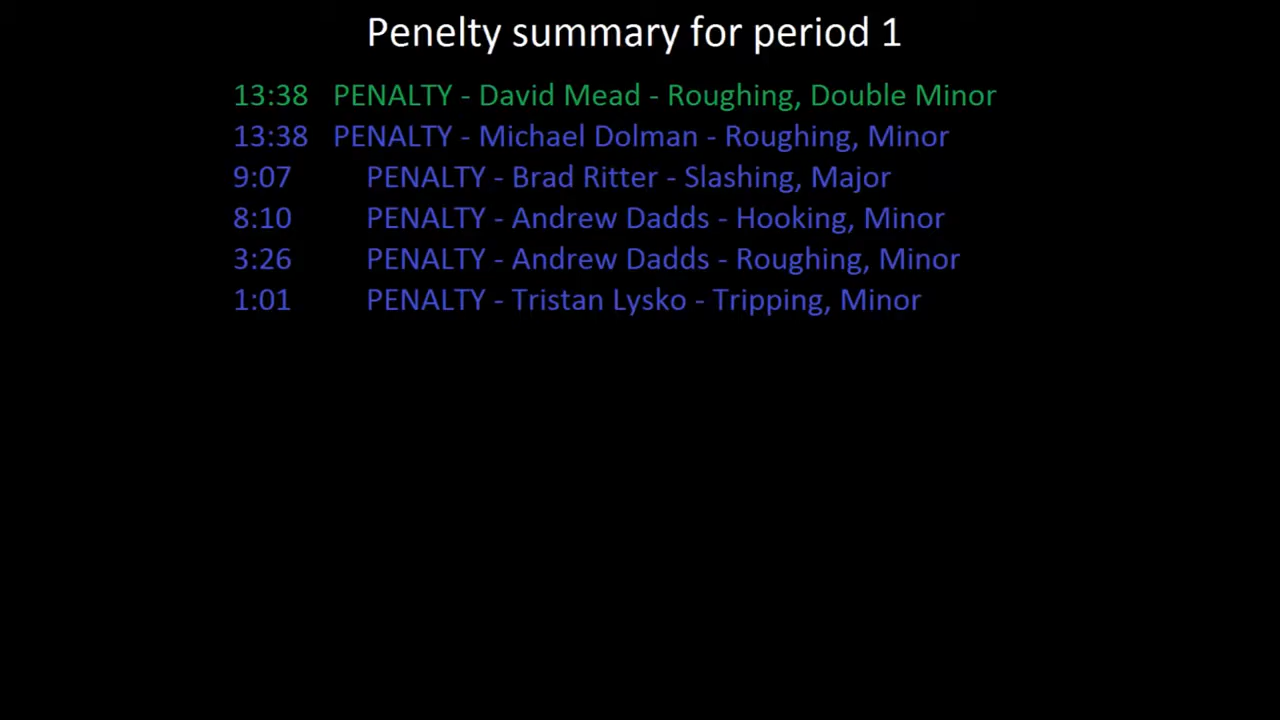 Penelty summary for period 1
13:38 PENALTY - David Mead - Roughing, Double Minor
13:38 PENALTY - Michael Dolman - Roughing, Minor
9:07 PENALTY - Brad Ritter - Slashing, Major
8:10 PENALTY - Andrew Dadds - Hooking, Minor
3:26 PENALTY - Andrew Dadds - Roughing, Minor
1:01 PENALTY - Tristan Lysko - Tripping, Minor